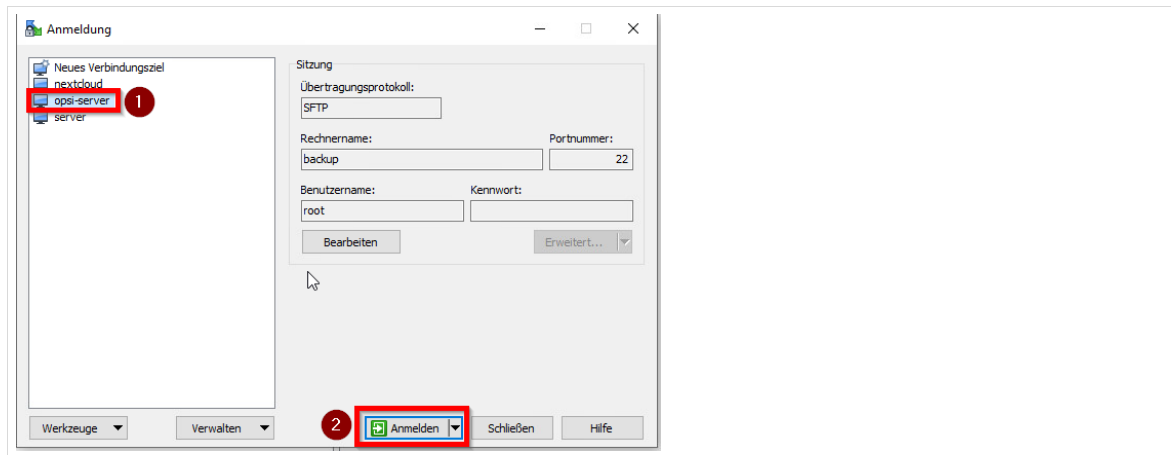 Anmeldung
Neues Verbindungsziel
nextcloud
opsi-server
1
server
Sitzung
Übertragungsprotokoll:
SFTP
Rechnername:
Portnummer:
backup
22
Benutzername:
Kennwort:
root
Bearbeiten
Erweitert...
Werkzeuge
Verwalten
2
Anmelden
Schließen
Hilfe